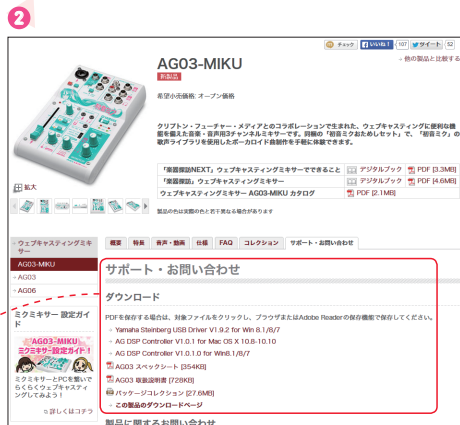 2
チェック いいね! 107 ツイート 52
AG03-MIKU
他の製品と比較する
新製品
希望小売価格: オープン価格
クリプトン・フューチャー・メディアとのコラボレーションで生まれた、ウェブキャスティングに便利な機
能を備えた音楽・音声用3チャンネルミキサーです。同梱の「初音ミクおためしセット」で、「初音ミク」の
歌声ライブラリを使用したボーカロイド曲制作を手軽に体験できます。
「楽器探訪NEXT」ウェブキャスティングミキサーでできること デジタルブック PDF [3.3MB]
「楽器探訪」ウェブキャスティングミキサー デジタルブック PDF [4.6MB]
ウェブキャスティングミキサー AG03-MIKU カタログ PDF [2.1MB]
拡大
製品の色は実際の色と若干異なる場合があります
ウェブキャスティングミキ
サー
概要 特長 音声・動画 仕様 FAQ コレクション サポート・お問い合わせ
AG03-MIKU
AG03
AG06
サポート・お問い合わせ
ダウンロード
PDFを保存する場合は、対象ファイルをクリックし、ブラウザまたはAdobe Readerの保存機能で保存してください。
Yamaha Steinberg USB Driver V1.9.2 for Win 8.1/8/7
AG DSP Controller V1.0.1 for Mac OS X 10.8-10.10
AG DSP Controller V1.0.1.0 for Win8.1/8/7
AG03 スペックシート [354KB]
AG03 取扱説明書 [728KB]
パッケージコレクション [27.6MB]
この製品のダウンロードページ
製品に関するお問い合わせ
ミクミキサー 設定ガイ
ド
AG03-MIKU
ミクミキサー設定ガイド!
ミクミキサーとPCを繋いで
らくらくウェブキャスティ
ングしてみよう!
詳しくはコチラ